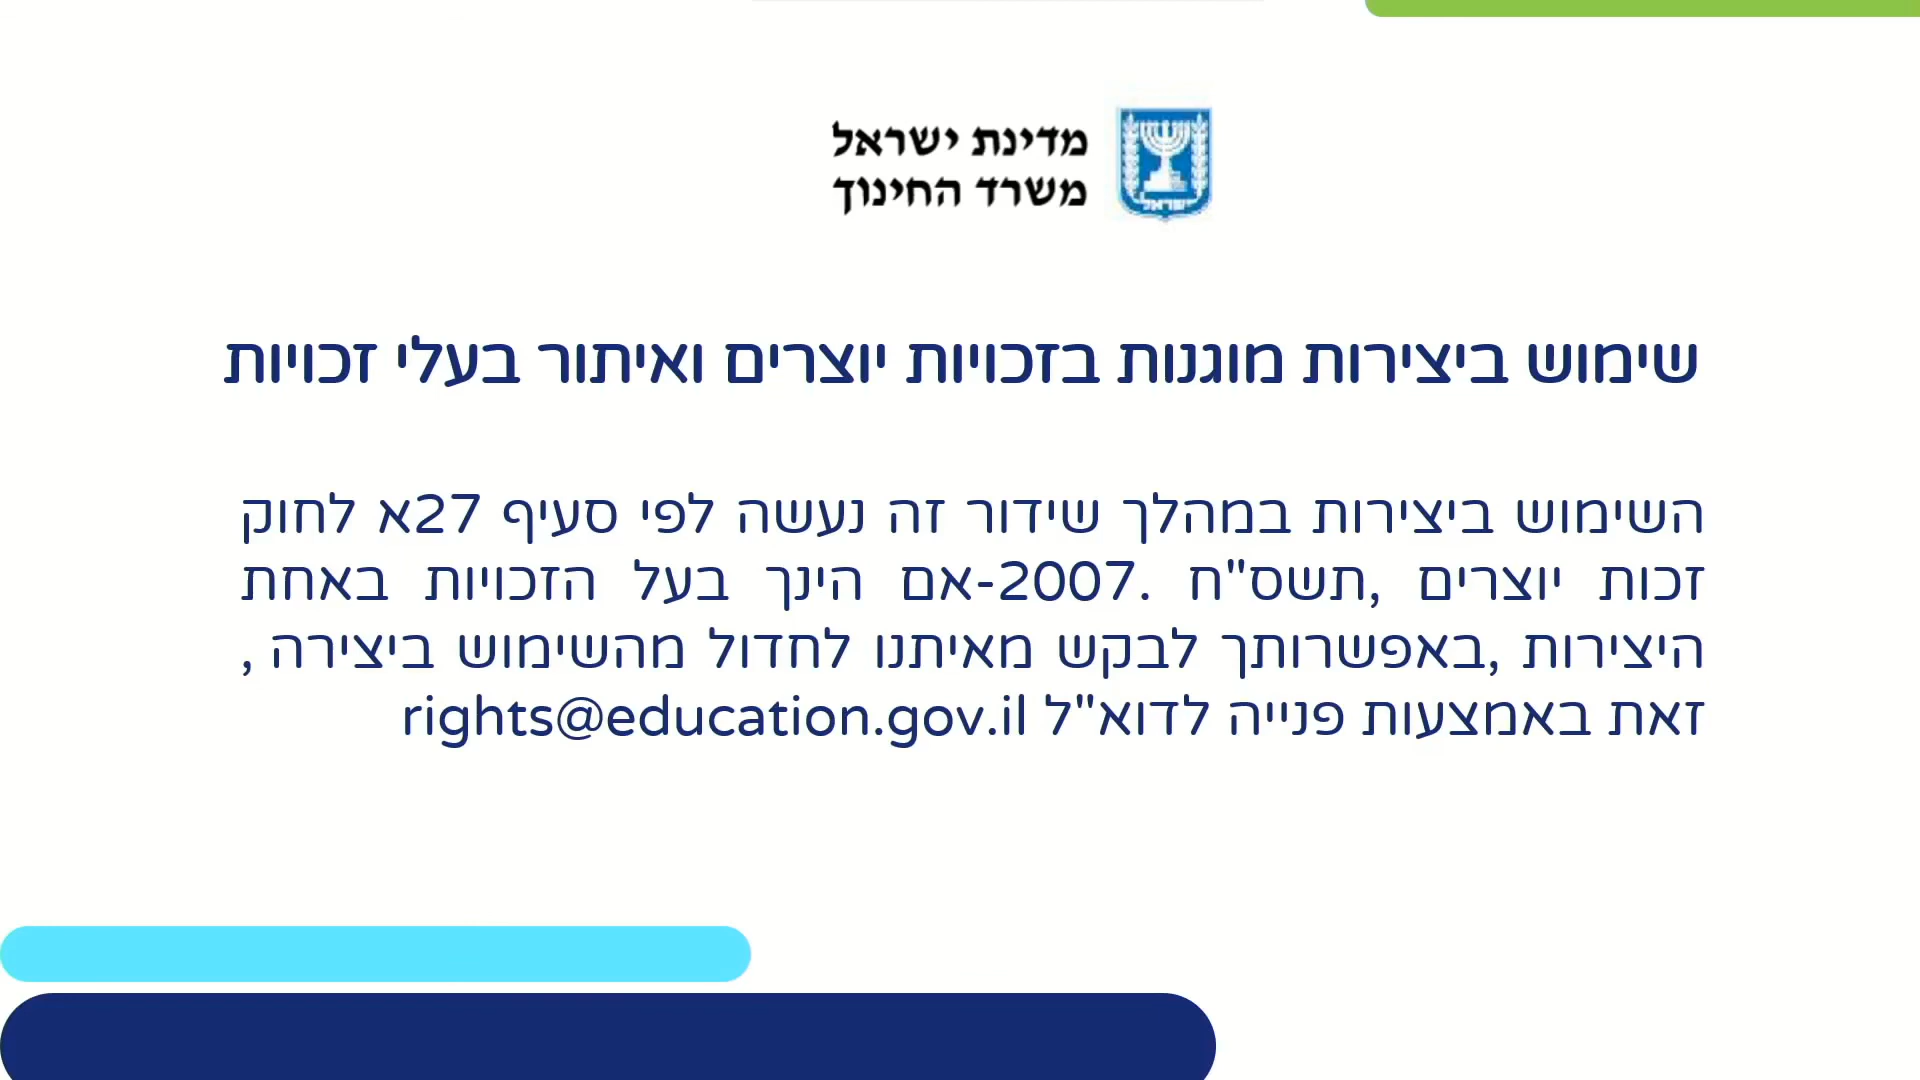 מדינת ישראל
משרד החינוך
ישראל
שימוש ביצירות מוגנות בזכויות יוצרים ואיתור בעלי זכויות
השימוש ביצירות במהלך שידור זה נעשה לפי סעיף 27א לחוק
זכות יוצרים ,תשס"ח .2007-אם הינך בעל הזכויות באחת
היצירות ,באפשרותך לבקש מאיתנו לחדול מהשימוש ביצירה ,
זאת באמצעות פנייה לדוא"ל rights@education.gov.il